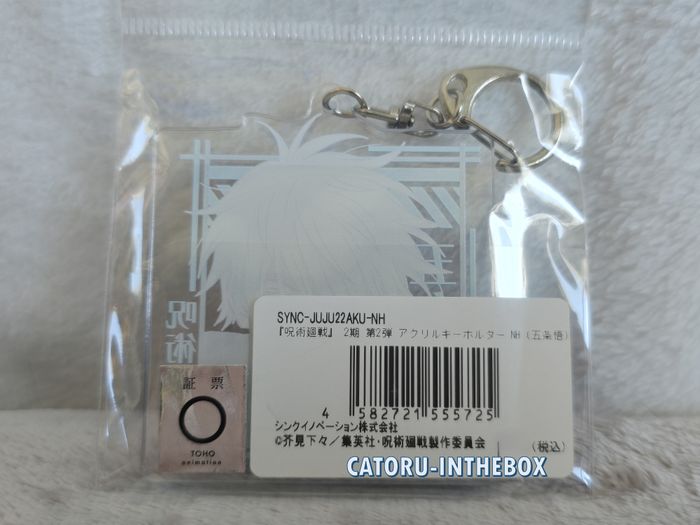 SYNC-JUJU22AKU-NH
『呪術廻戦』 2期 第2弾 アクリルキーホルダー NH (五条悟)
4 582721 555725
シンクイノベーション株式会社
©芥見下々/集英社・呪術廻戦製作委員会
(税込)
呪術
証 票
TOHO
animation
CATORU-INTHEBOX